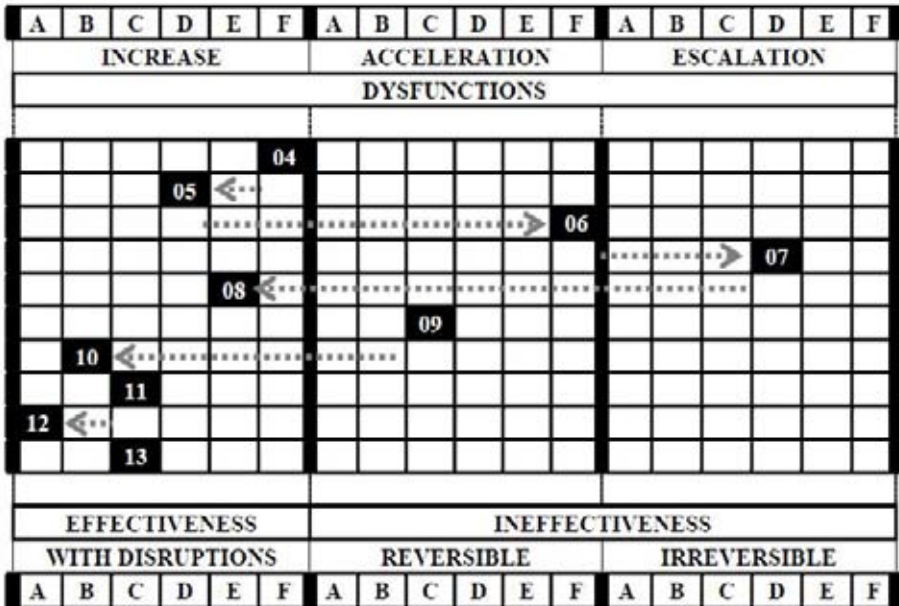 A B C D E F A B C D E F A B C D E F
INCREASE ACCELERATION ESCALATION
DYSFUNCTIONS
04
05
06
07
08
09
10
11
12
13
EFFECTIVENESS INEFFECTIVENESS
WITH DISRUPTIONS REVERSIBLE IRREVERSIBLE
A B C D E F A B C D E F A B C D E F